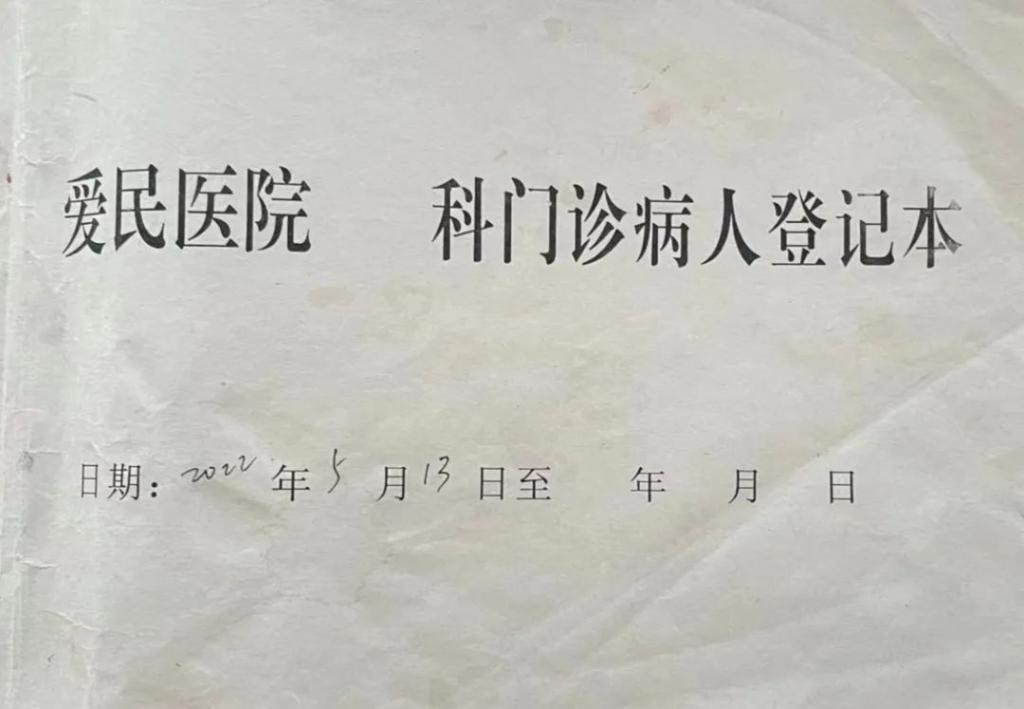 爱民医院 科门诊病人登记本
日期：2022年5月13日至 年 月 日